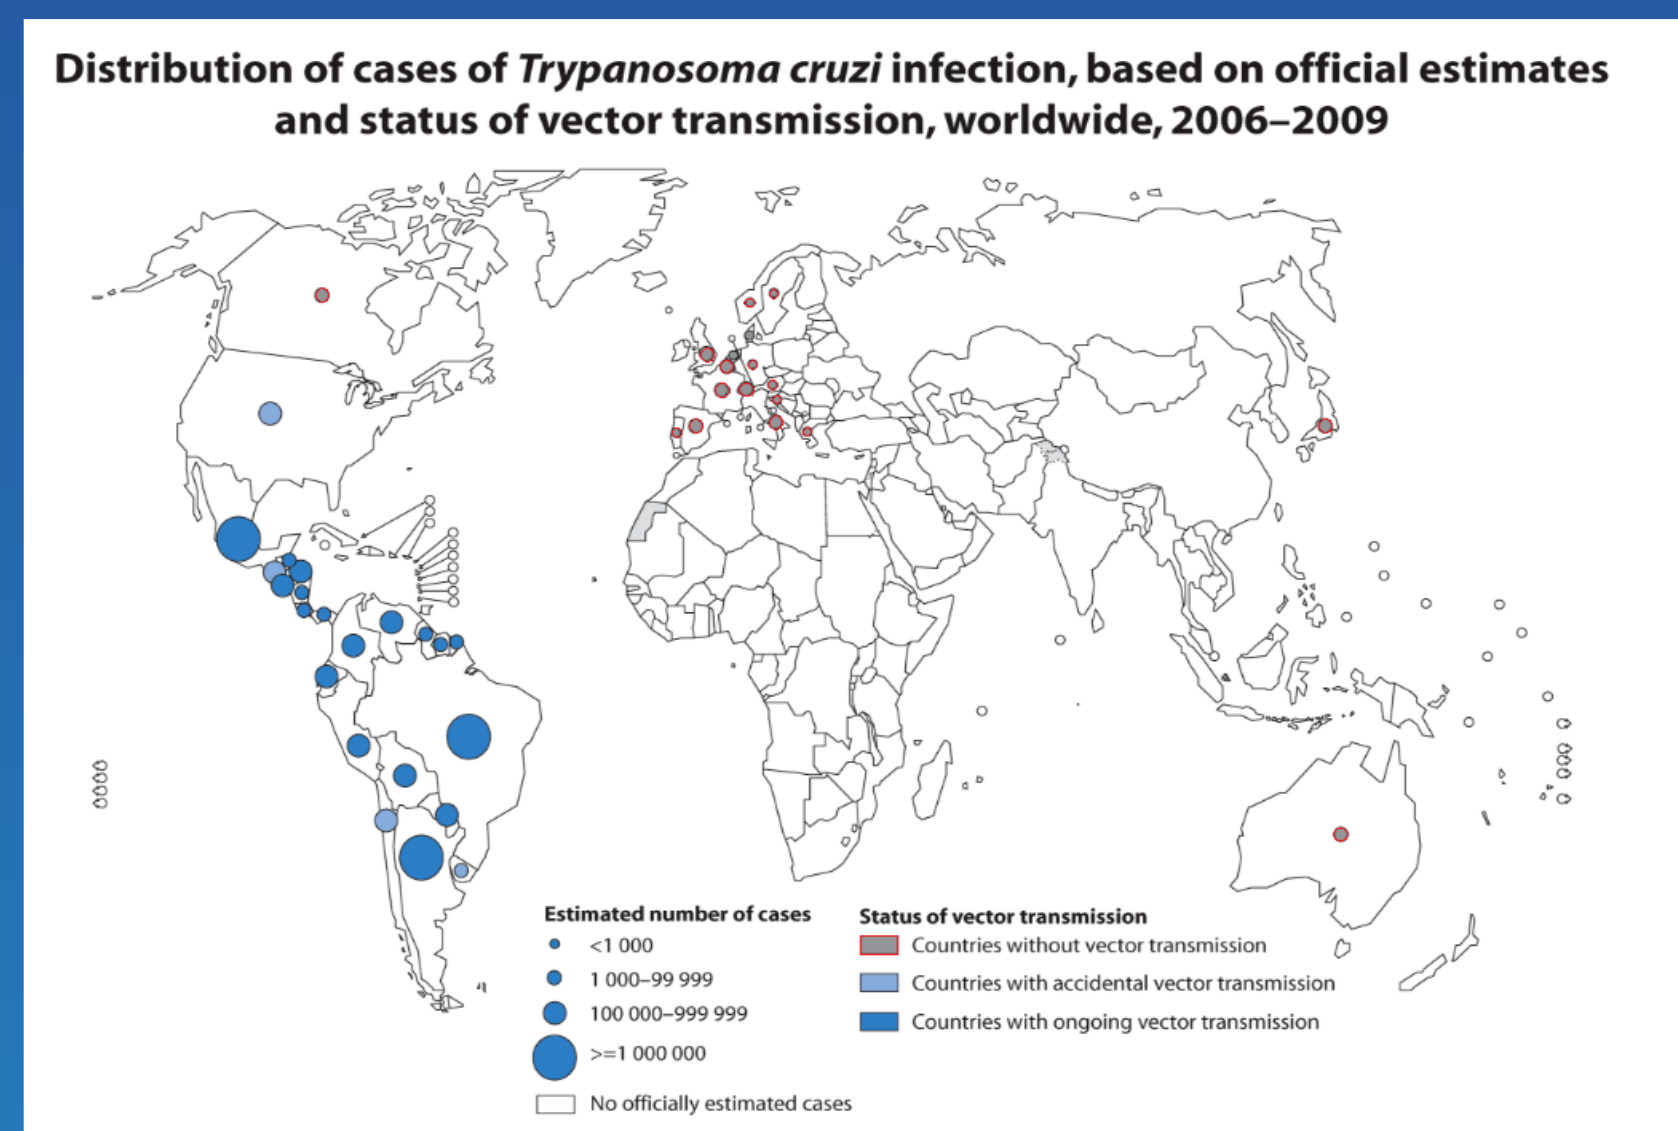 Distribution of cases of Trypanosoma cruzi infection, based on official estimates
and status of vector transmission, worldwide, 2006–2009
Estimated number of cases
<1 000
1 000–99 999
100 000–999 999
>=1 000 000
No officially estimated cases
Status of vector transmission
Countries without vector transmission
Countries with accidental vector transmission
Countries with ongoing vector transmission